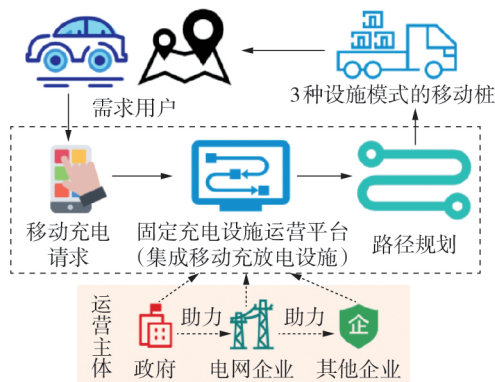 需求用户
3种设施模式的移动桩
移动充电
请求
固定充电设施运营平台
（集成移动充放电设施）
路径规划
运营主体
助力
助力
企
政府
电网企业
其他企业